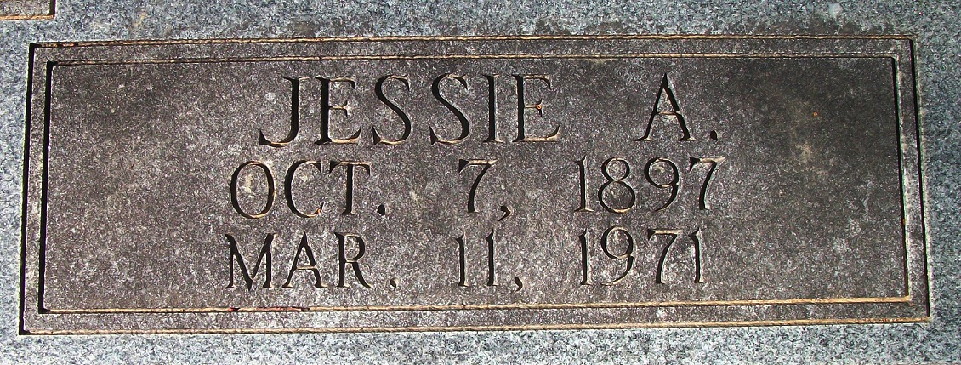 JESSIE A.
OCT. 7, 1897
MAR. 11, 1971